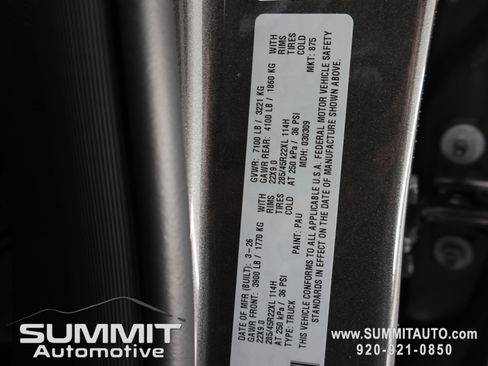 DATE OF MFR (BUILT): 3-26 GVWR: 7100 LB / 3221 KG
GAWR FRONT: 3900 LB / 1770 KG WITH GAWR REAR: 4100 LB / 1860 KG WITH
22X9.0 RIMS 22X9.0 RIMS
285/45R22XL 114H TIRES 285/45R22XL 114H TIRES
AT 250 kPa / 36 PSI COLD AT 250 kPa / 36 PSI COLD
TYPE: TRUCK PAINT: PAU MDH: 030309 MKT: 875
THIS VEHICLE CONFORMS TO ALL APPLICABLE U.S.A. FEDERAL MOTOR VEHICLE SAFETY
STANDARDS IN EFFECT ON THE DATE OF MANUFACTURE SHOWN ABOVE.
SUMMIT
Automotive
WWW.SUMMITAUTO.COM
920-921-0850